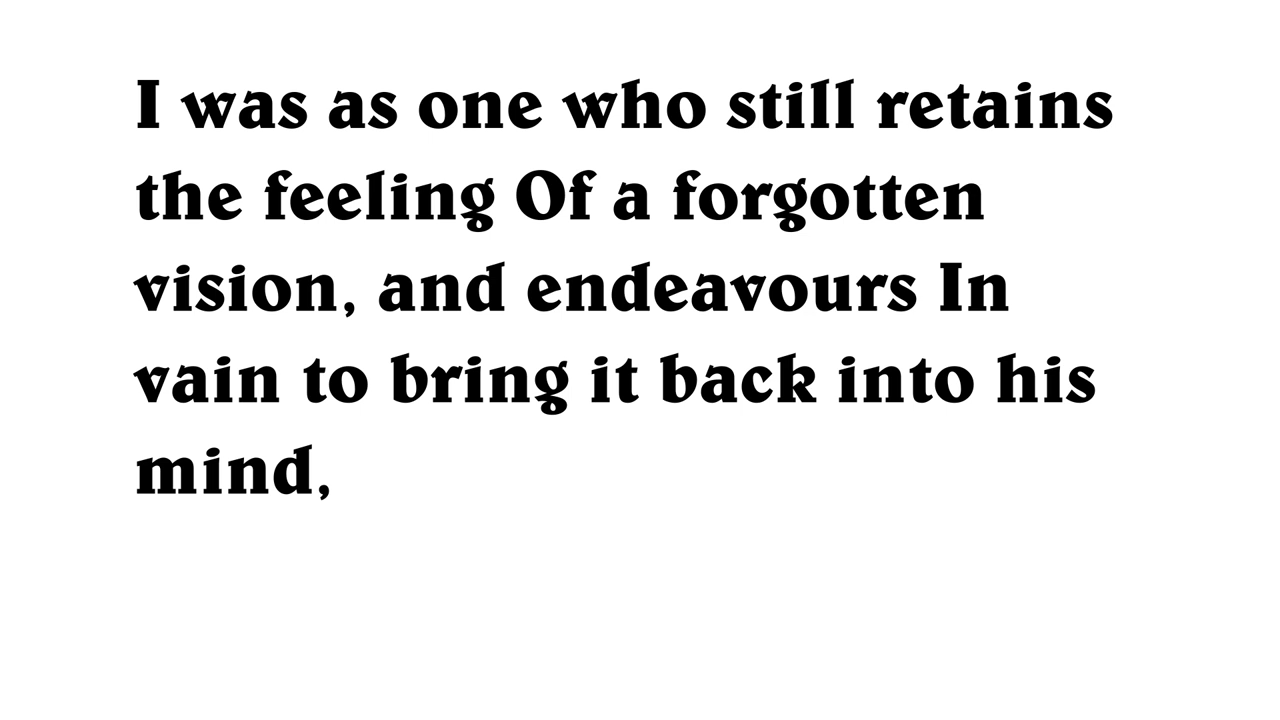 I was as one who still retains
the feeling Of a forgotten
vision, and endeavours In
vain to bring it back into his
mind,